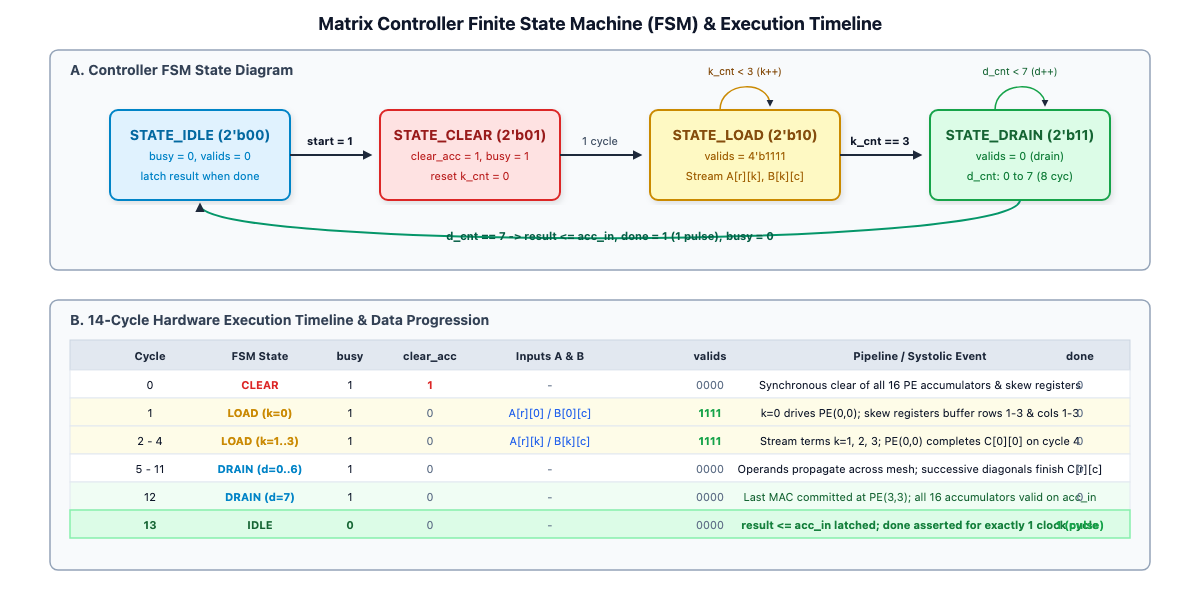 Matrix Controller Finite State Machine (FSM) & Execution Timeline
A. Controller FSM State Diagram
k_cnt < 3 (k++)
d_cnt < 7 (d++)
STATE_IDLE (2'b00)
busy = 0, valids = 0
latch result when done
start = 1
STATE_CLEAR (2'b01)
clear_acc = 1, busy = 1
reset k_cnt = 0
1 cycle
STATE_LOAD (2'b10)
valids = 4'b1111
Stream A[r][k], B[k][c]
k_cnt == 3
STATE_DRAIN (2'b11)
valids = 0 (drain)
d_cnt: 0 to 7 (8 cyc)
d_cnt == 7 -> result <= acc_in, done = 1 (1 pulse), busy = 0
B. 14-Cycle Hardware Execution Timeline & Data Progression
Cycle FSM State busy clear_acc Inputs A & B valids Pipeline / Systolic Event done
0 CLEAR 1 1 - 0000 Synchronous clear of all 16 PE accumulators & skew registers 0
1 LOAD (k=0) 1 0 A[r][0] / B[0][c] 1111 k=0 drives PE(0,0); skew registers buffer rows 1-3 & cols 1-3 0
2 - 4 LOAD (k=1..3) 1 0 A[r][k] / B[k][c] 1111 Stream terms k=1, 2, 3; PE(0,0) completes C[0][0] on cycle 4 0
5 - 11 DRAIN (d=0..6) 1 0 - 0000 Operands propagate across mesh; successive diagonals finish C[r][c] 0
12 DRAIN (d=7) 1 0 - 0000 Last MAC committed at PE(3,3); all 16 accumulators valid on acc_in 0
13 IDLE 0 0 - 0000 result <= acc_in latched; done asserted for exactly 1 clock pulse 1 (pulse)